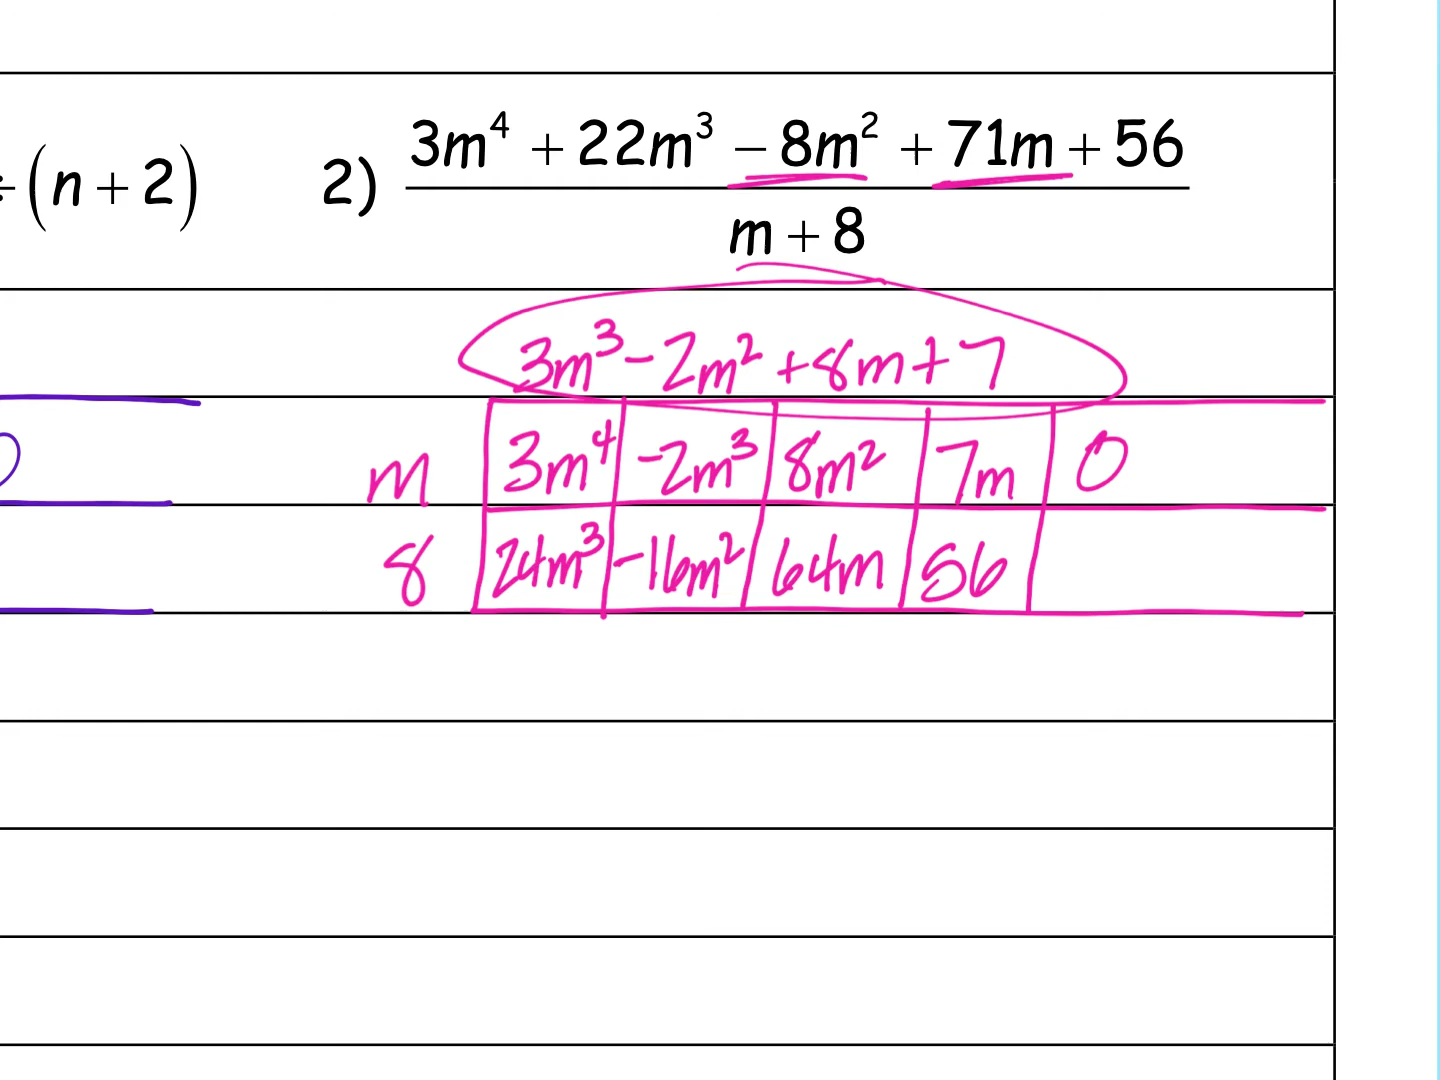 ÷(n + 2)
2) (3m⁴ + 22m³ − 8m² + 71m + 56) / (m + 8)
3m³ - 2m² + 8m + 7
m 3m⁴ -2m³ 8m² 7m 0
8 24m³ -16m² 64m 56